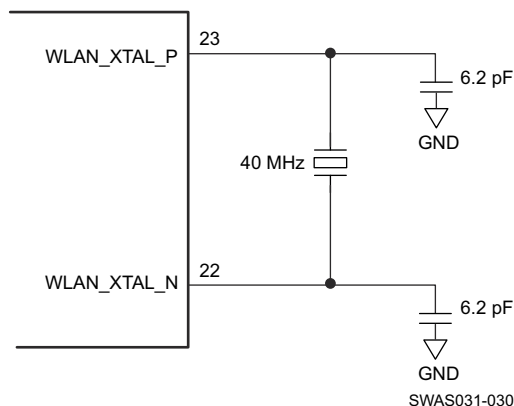 23
WLAN_XTAL_P
6.2 pF
GND
40 MHz
22
WLAN_XTAL_N
6.2 pF
GND
SWAS031-030